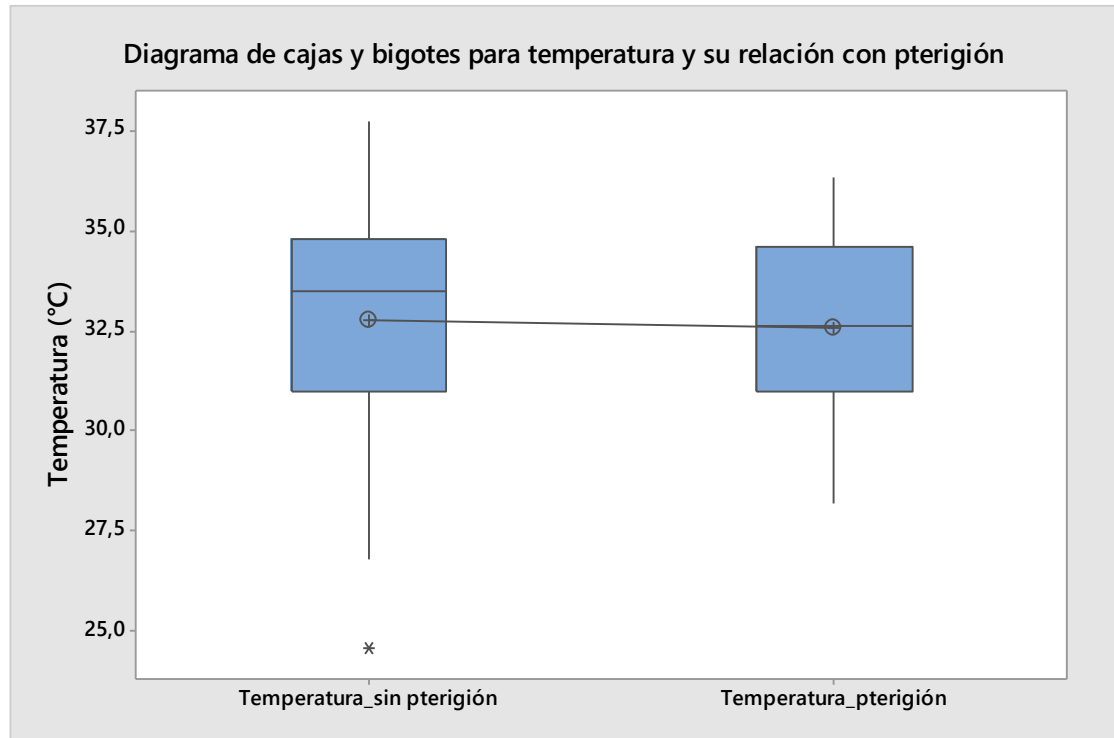 Diagrama de cajas y bigotes para temperatura y su relación con pterigión
Temperatura (°C)
37,5
35,0
32,5
30,0
27,5
25,0
Temperatura_sin pterigión
Temperatura_pterigión